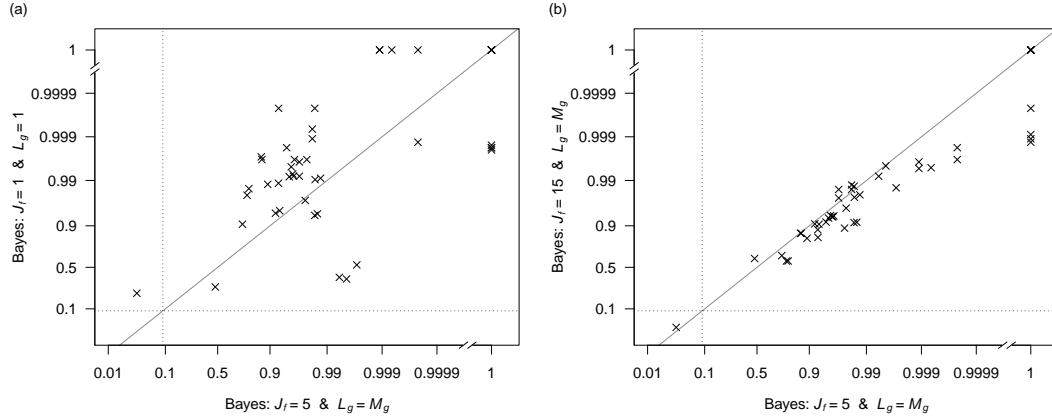 (a)
1
0.9999
0.999
0.99
0.9
0.5
0.1
Bayes: J_f = 1 & L_g = 1
0.01 0.1 0.5 0.9 0.99 0.999 0.9999 1
Bayes: J_f = 5 & L_g = M_g
(b)
1
0.9999
0.999
0.99
0.9
0.5
0.1
Bayes: J_f = 15 & L_g = M_g
0.01 0.1 0.5 0.9 0.99 0.999 0.9999 1
Bayes: J_f = 5 & L_g = M_g